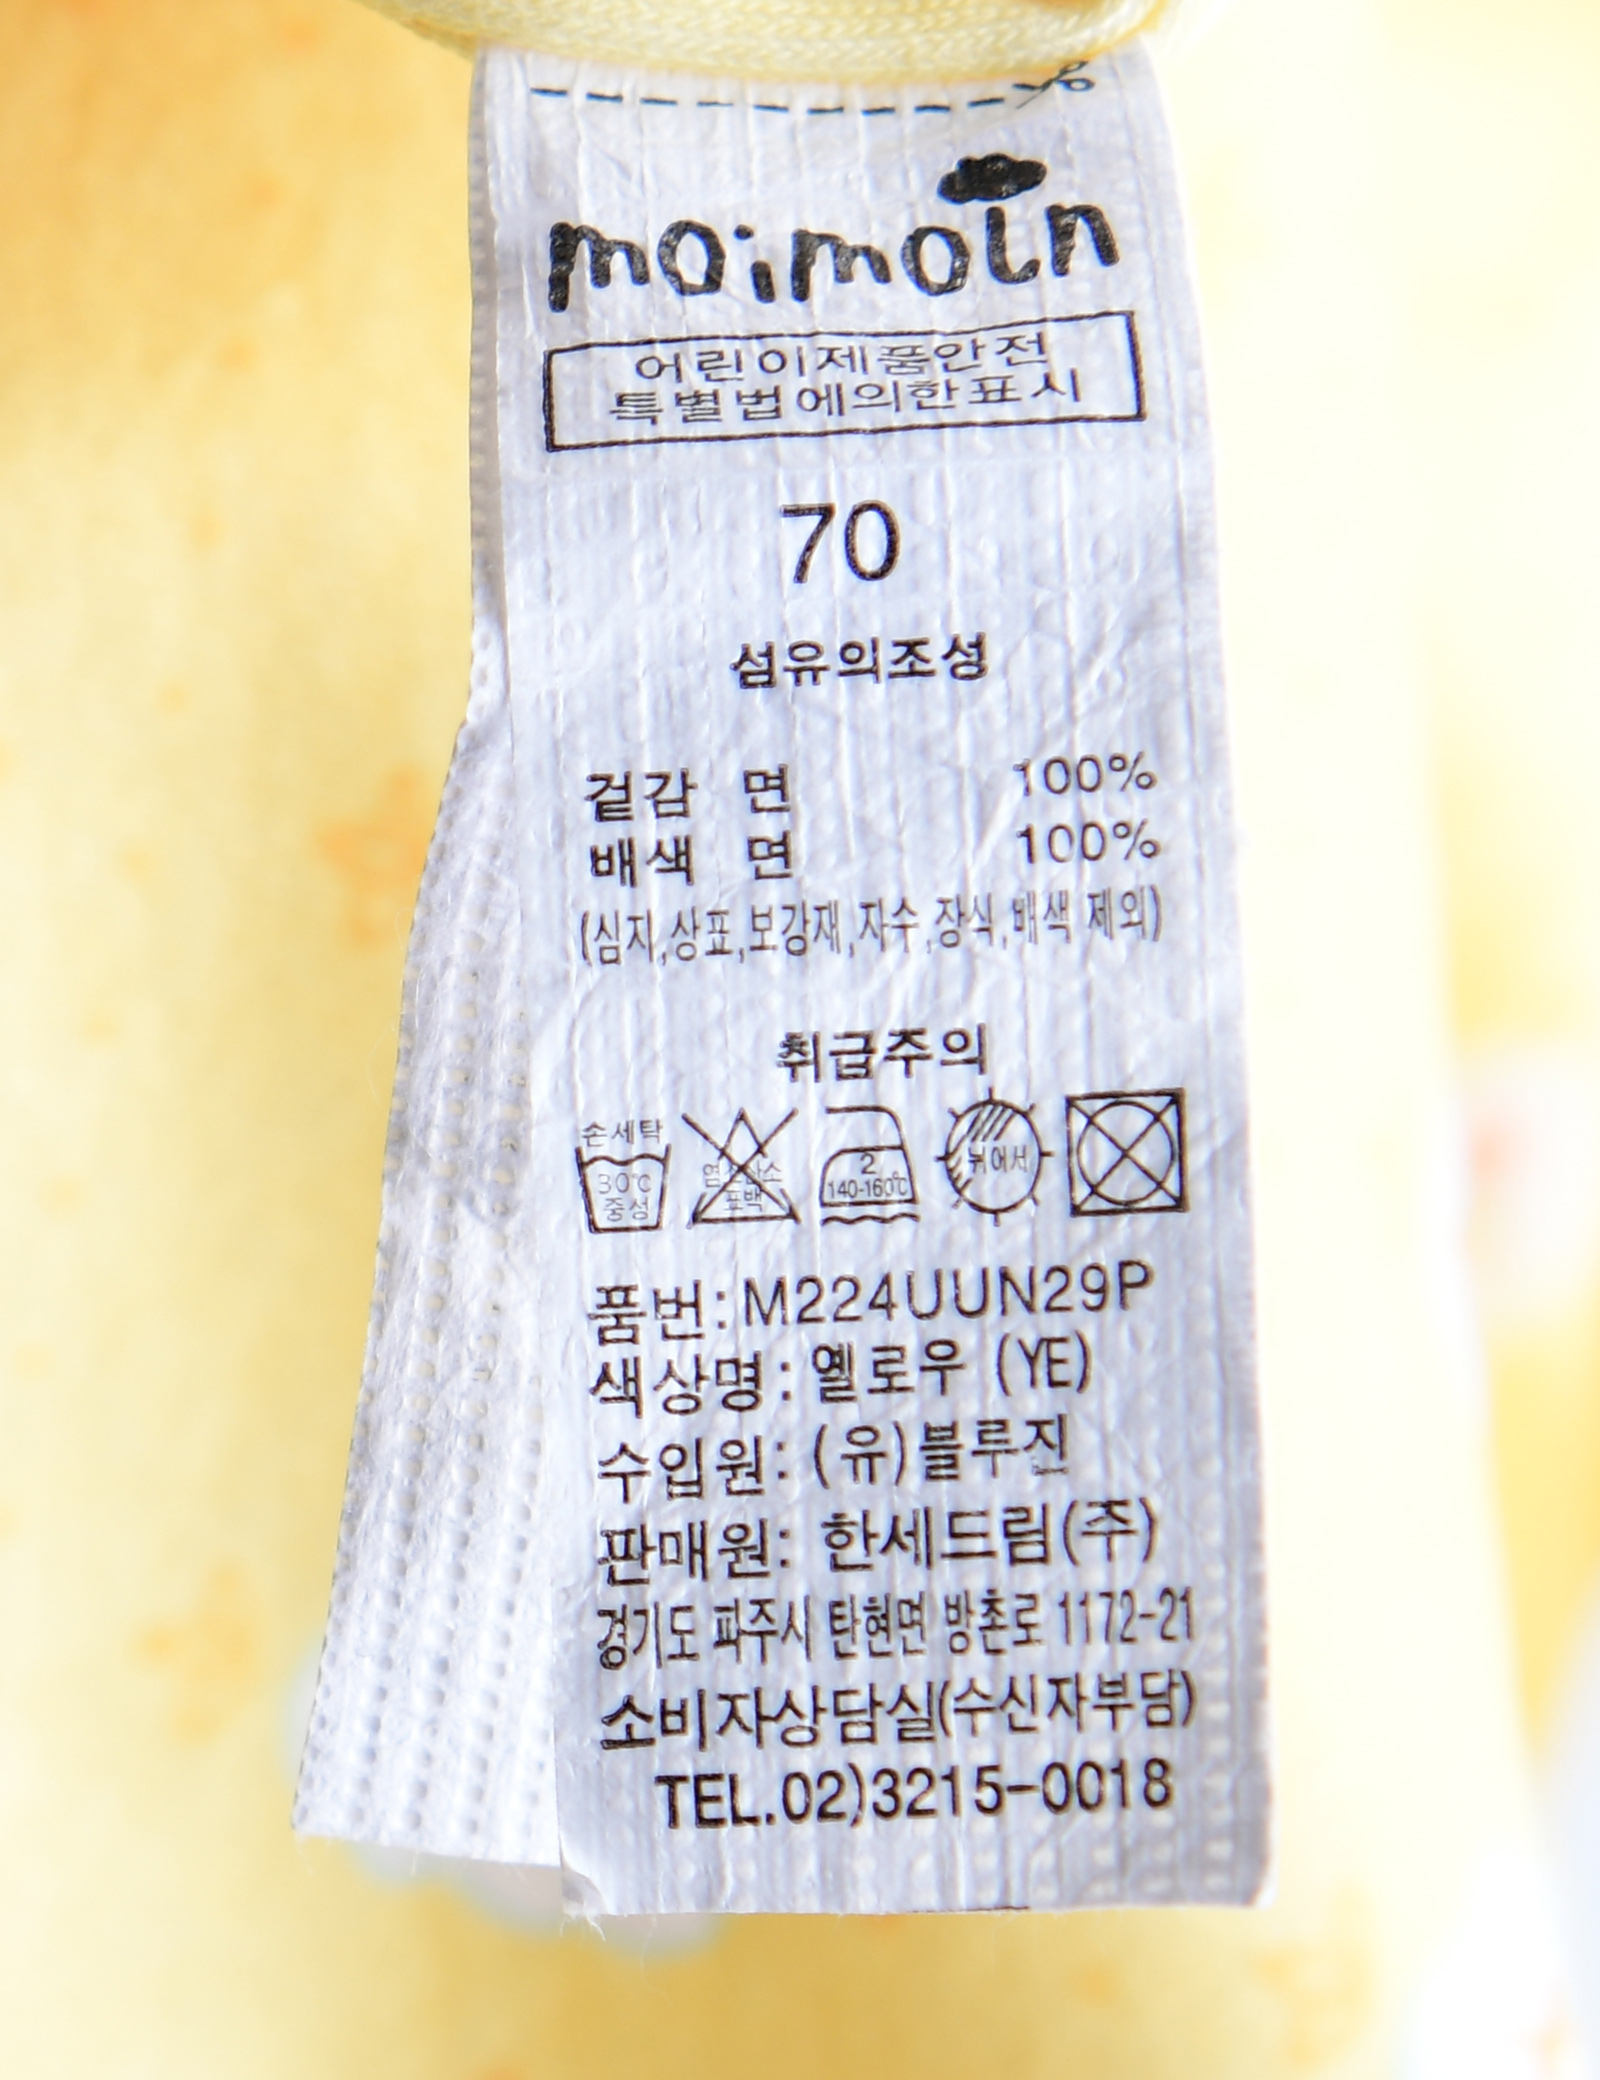 moimoln
어린이제품안전
특별법에의한표시
70
섬유의조성
겉감 면 100%
배색 면 100%
(심지,상표,보강재,자수,장식,배색 제외)
취급주의
손세탁
30℃
중성
염소산소
표백
2
140-160℃
뉘어서
품번:M224UUN29P
색상명:옐로우 (YE)
수입원: (유)블루진
판매원: 한세드림(주)
경기도 파주시 탄현면 방촌로 1172-21
소비자상담실(수신자부담)
TEL.02)3215-0018